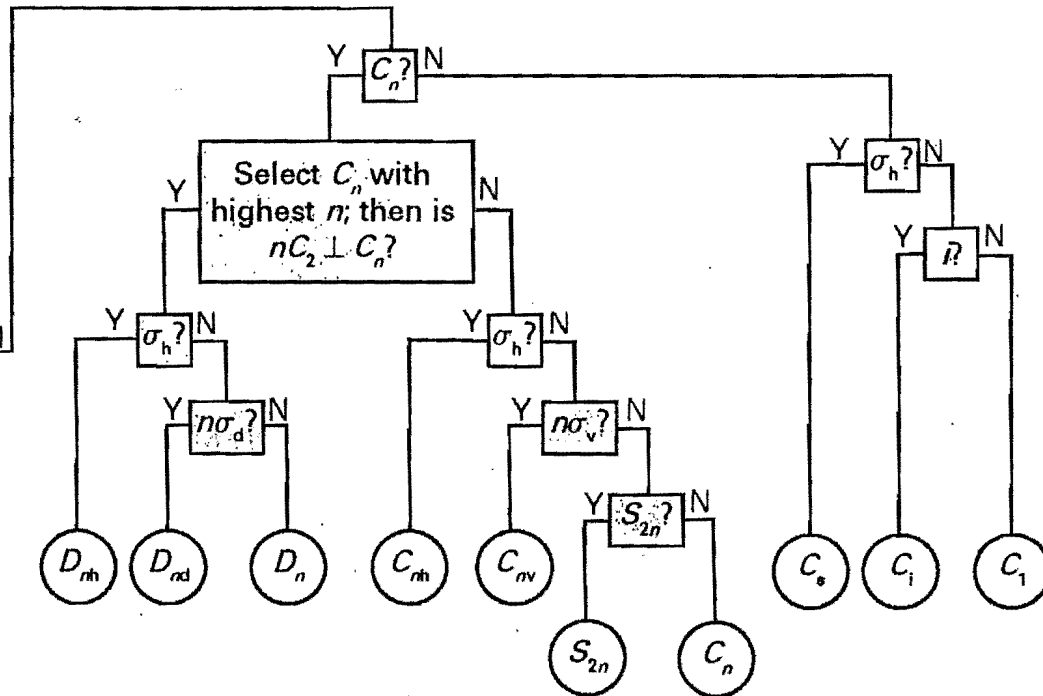 Y
C_n?
N
Select C_n with
highest n; then is
nC_2 ⊥ C_n?
Y
N
Y
σ_h?
N
Y
i?
N
Y
σ_h?
N
Y
σ_h?
N
Y
nσ_d?
N
Y
nσ_v?
N
Y
S_2n?
N
D_nh
D_nd
D_n
C_nh
C_nv
C_s
C_i
C_1
S_2n
C_n